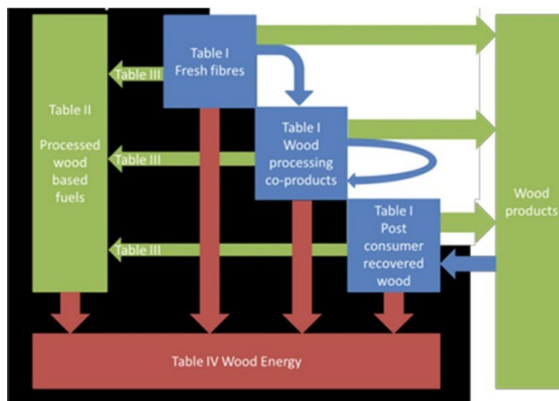 Table I
Fresh fibres
Table III
Table II
Processed
wood
based
fuels
Table III
Table I
Wood
processing
co-products
Table III
Table I
Post
consumer
recovered
wood
Wood
products
Table IV Wood Energy